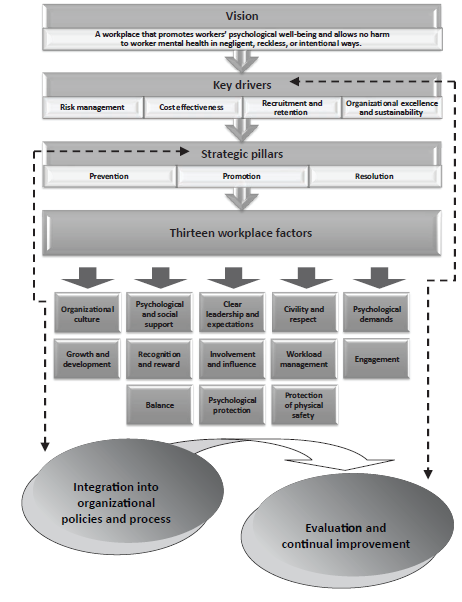 Vision
A workplace that promotes workers' psychological well-being and allows no harm
to worker mental health in negligent, reckless, or intentional ways.
Key drivers
Risk management
Cost effectiveness
Recruitment and
retention
Organizational excellence
and sustainability
Strategic pillars
Prevention
Promotion
Resolution
Thirteen workplace factors
Organizational
culture
Psychological
and social
support
Clear
leadership and
expectations
Civility and
respect
Psychological
demands
Growth and
development
Recognition
and reward
Involvement
and influence
Workload
management
Engagement
Balance
Psychological
protection
Protection
of physical
safety
Integration into
organizational
policies and process
Evaluation and
continual improvement